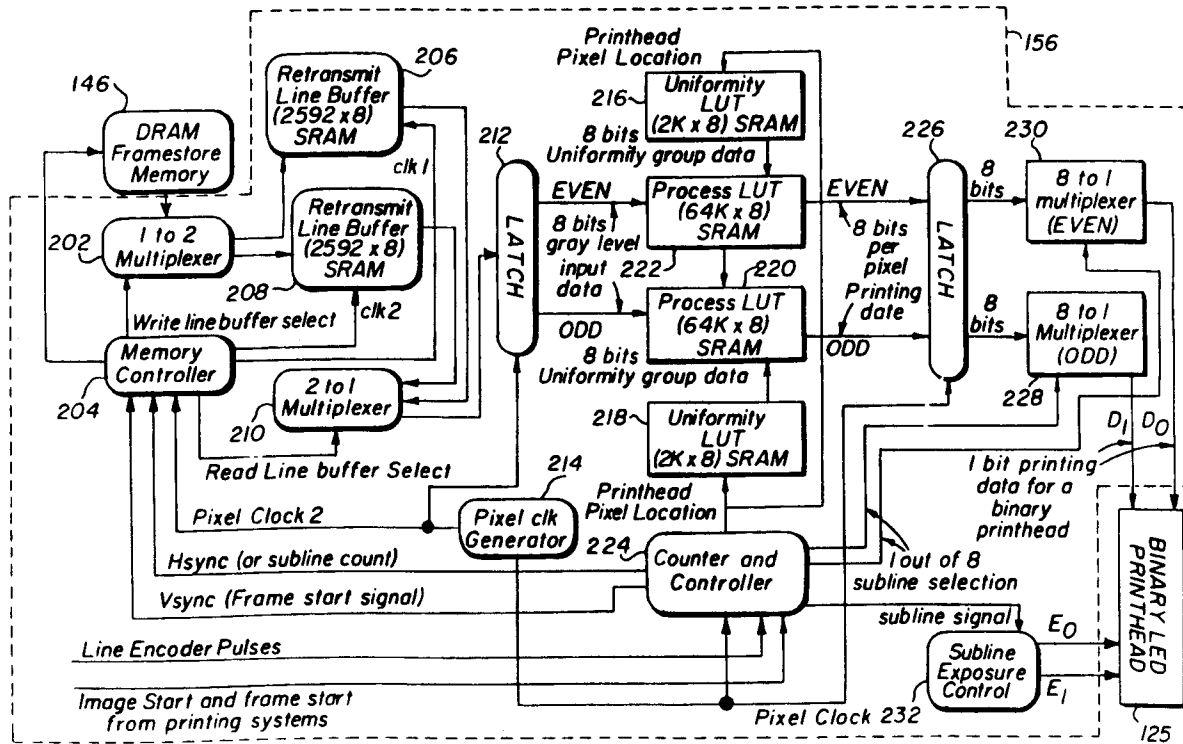 146
DRAM
Framestore
Memory
206
Retransmit
Line Buffer
(2592 x 8)
SRAM
clk1
202
1 to 2
Multiplexer
208
Retransmit
Line Buffer
(2592 x 8)
SRAM
clk2
Write line buffer select
204
Memory
Controller
210
2 to 1
Multiplexer
Read Line buffer Select
212
LATCH
EVEN
8 bits
gray level
input
data
ODD
Printhead
Pixel Location
156
216
Uniformity
LUT
(2K x 8) SRAM
8 bits
Uniformity group data
Process LUT
(64K x 8)
SRAM
222
220
Process LUT
(64K x 8)
SRAM
8 bits
Uniformity group data
218
Uniformity
LUT
(2K x 8) SRAM
Printhead
Pixel Location
EVEN
8 bits
per
pixel
Printing
date
ODD
226
LATCH
8
bits
8
bits
230
8 to 1
multiplexer
(EVEN)
8 to 1
Multiplexer
(ODD)
228
D1
D0
1 bit printing
data for a
binary
printhead
214
Pixel clk
Generator
Pixel Clock 2
Hsync (or subline count)
Vsync (Frame start signal)
224
Counter and
Controller
1 out of 8
subline selection
subline signal
Line Encoder Pulses
Image Start and frame start
from printing systems
Pixel Clock
232
Subline
Exposure
Control
E0
E1
BINARY LED
PRINTHEAD
125